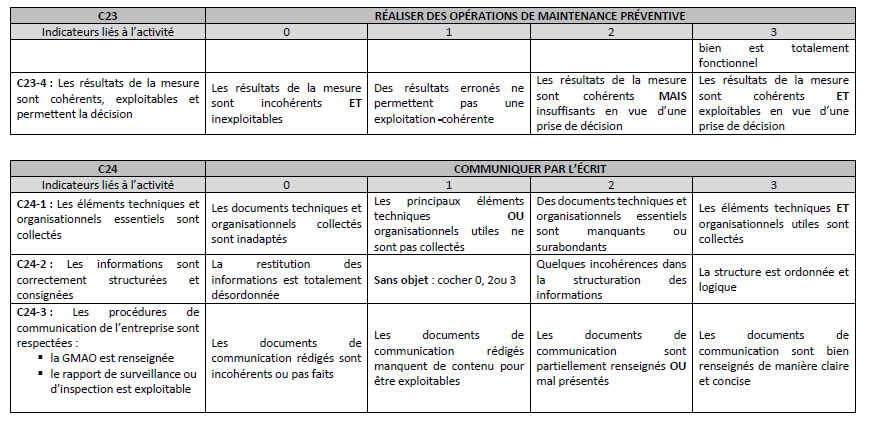 C23 RÉALISER DES OPÉRATIONS DE MAINTENANCE PRÉVENTIVE
Indicateurs liés à l'activité 0 1 2 3
bien est totalement
fonctionnel
C23-4 : Les résultats de la mesure
sont cohérents, exploitables et
permettent la décision
Les résultats de la mesure
sont incohérents ET
inexploitables
Des résultats erronés ne
permettent pas une
exploitation-cohérente
Les résultats de la mesure
sont cohérents MAIS
insuffisants en vue d'une
prise de décision
Les résultats de la mesure
sont cohérents ET
exploitables en vue d'une
prise de décision
C24 COMMUNIQUER PAR L'ÉCRIT
Indicateurs liés à l'activité 0 1 2 3
C24-1 : Les éléments techniques et
organisationnels essentiels sont
collectés
Les documents techniques et
organisationnels collectés
sont inadaptés
Les principaux éléments
techniques OU
organisationnels utiles ne
sont pas collectés
Des documents techniques et
organisationnels essentiels
sont manquants ou
surabondants
Les éléments techniques ET
organisationnels utiles sont
collectés
C24-2 : Les informations sont
correctement structurées et
consignées
La restitution des
informations est totalement
désordonnée
Sans objet : cocher 0, 2ou 3
Quelques incohérences dans
la structuration des
informations
La structure est ordonnée et
logique
C24-3 : Les procédures de
communication de l'entreprise sont
respectées :
▪ la GMAO est renseignée
▪ le rapport de surveillance ou
d'inspection est exploitable
Les documents de
communication rédigés sont
incohérents ou pas faits
Les documents de
communication rédigés
manquent de contenu pour
être exploitables
Les documents de
communication sont
partiellement renseignés OU
mal présentés
Les documents de
communication sont bien
renseignés de manière claire
et concise